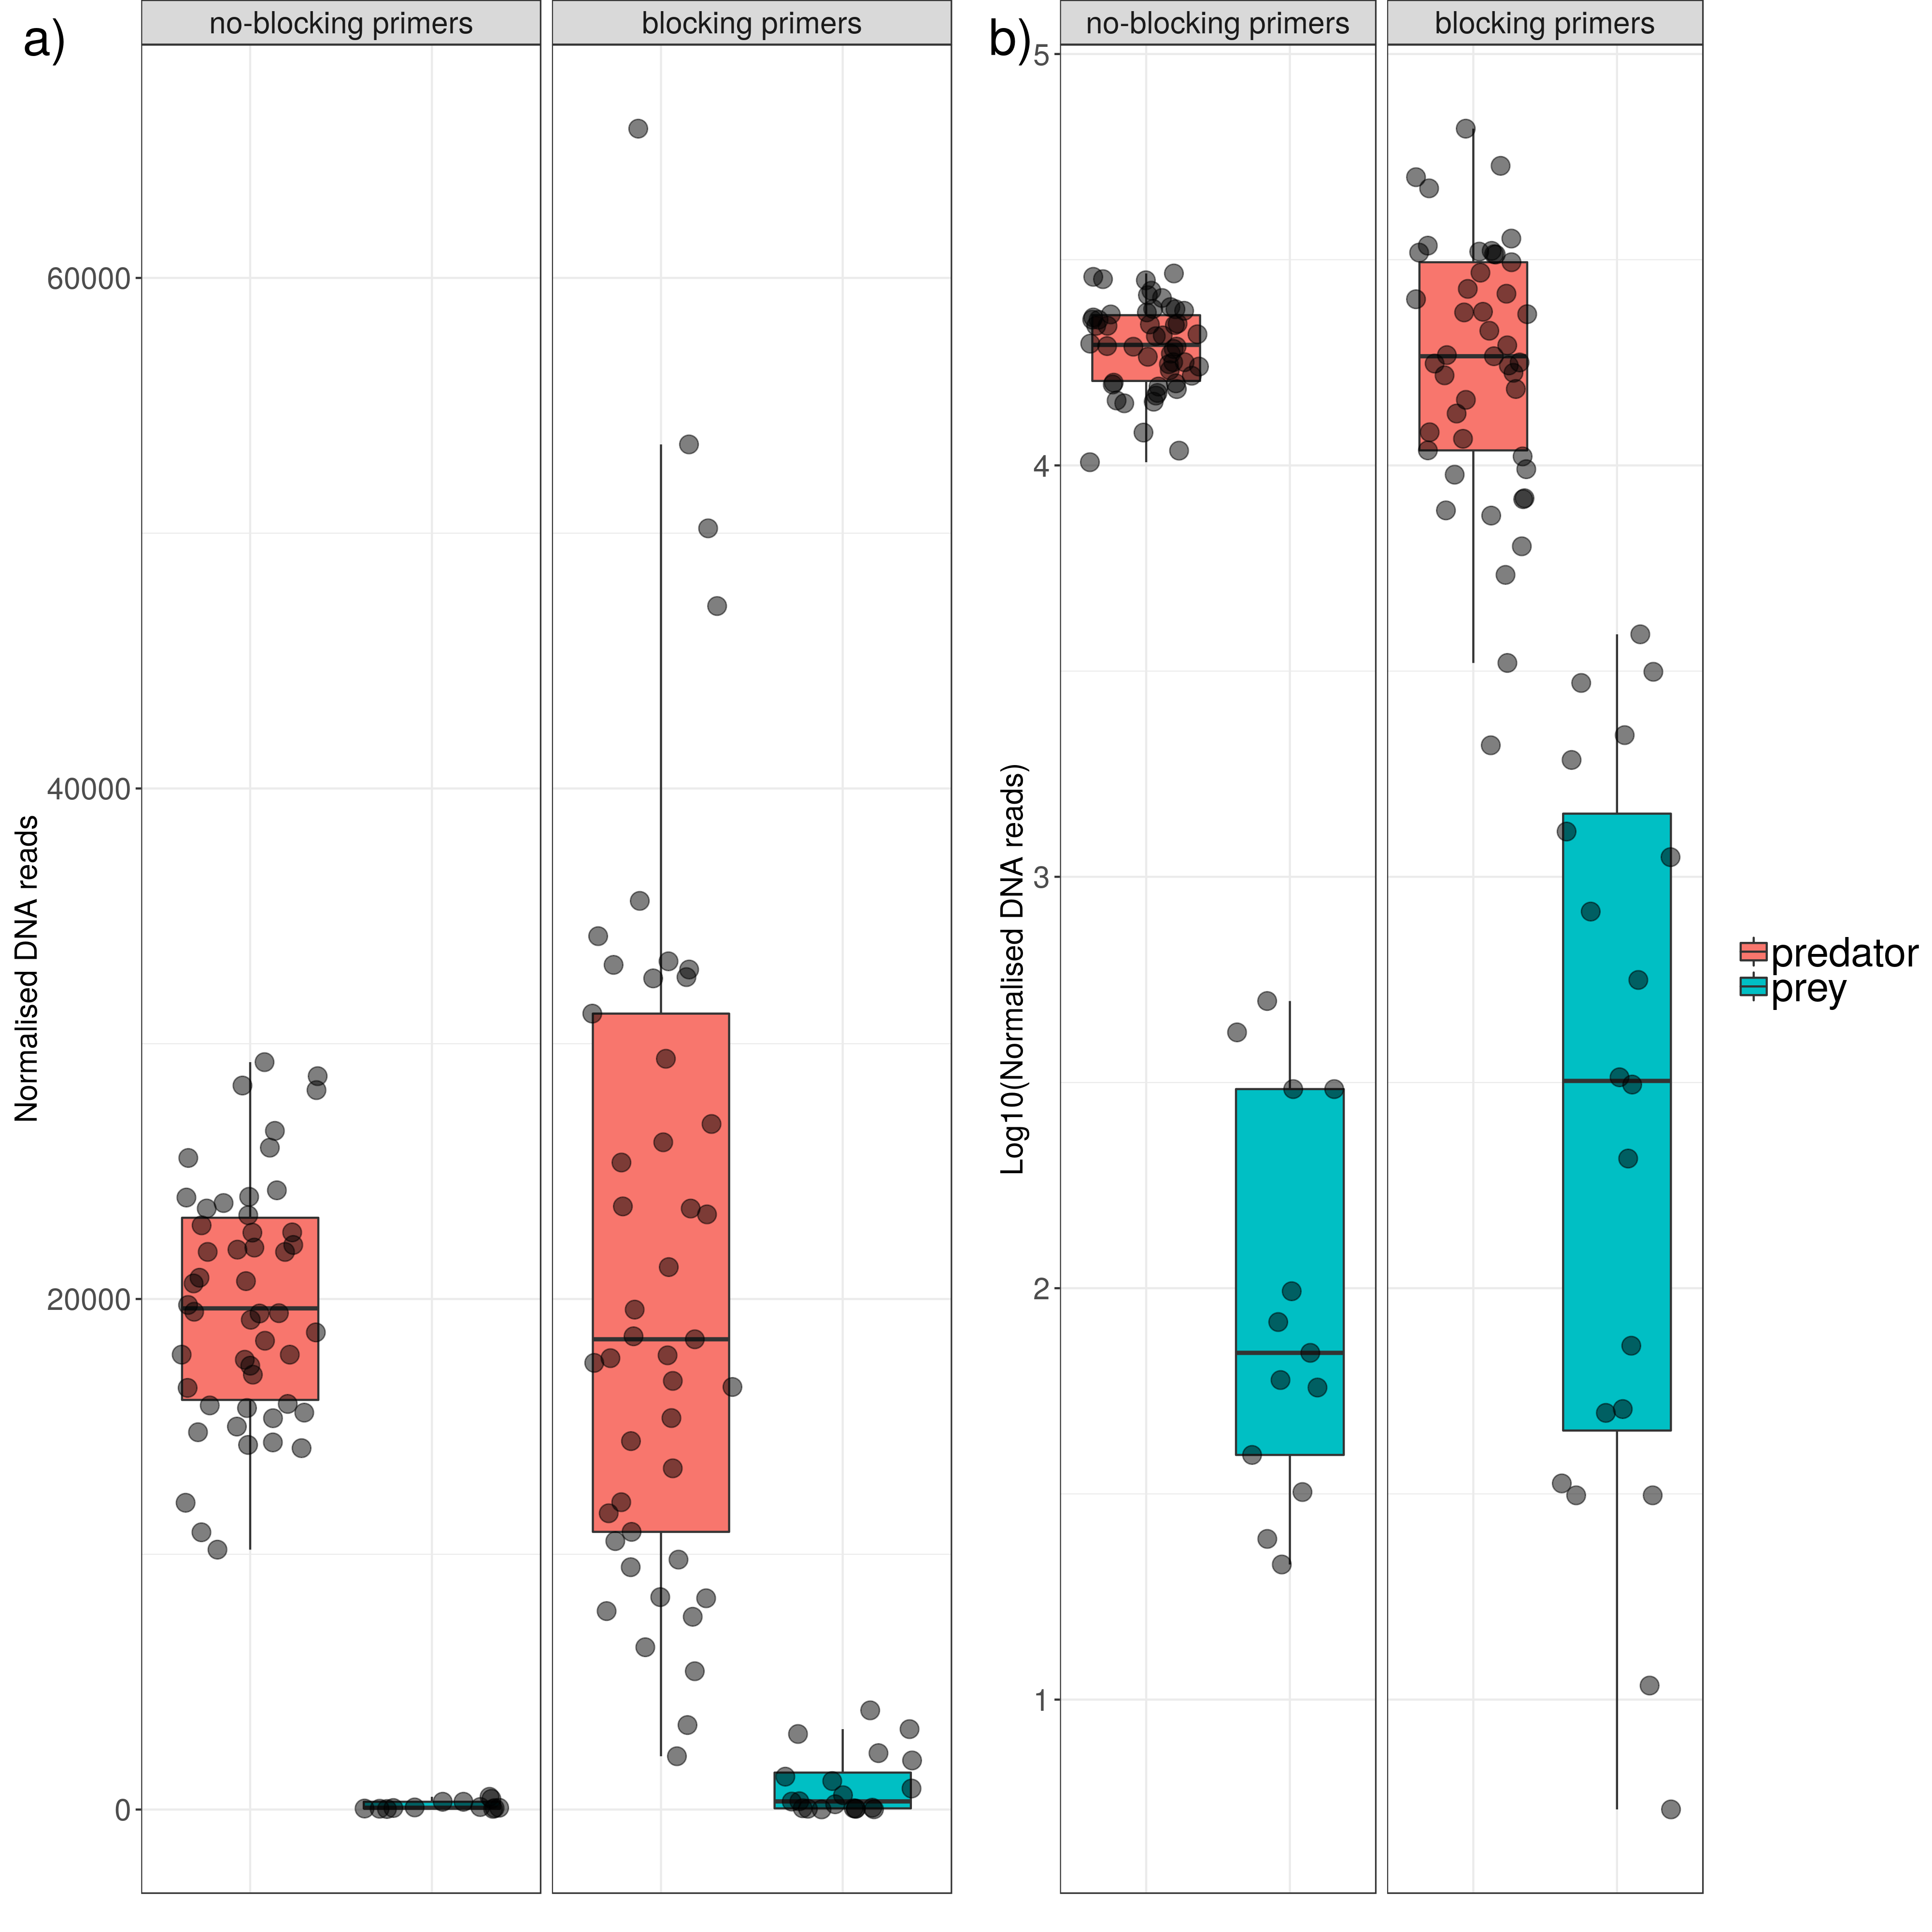 a)
no-blocking primers
blocking primers
Normalised DNA reads
60000
40000
20000
0
b)
no-blocking primers
blocking primers
Log10(Normalised DNA reads)
5
4
3
2
1
predator
prey